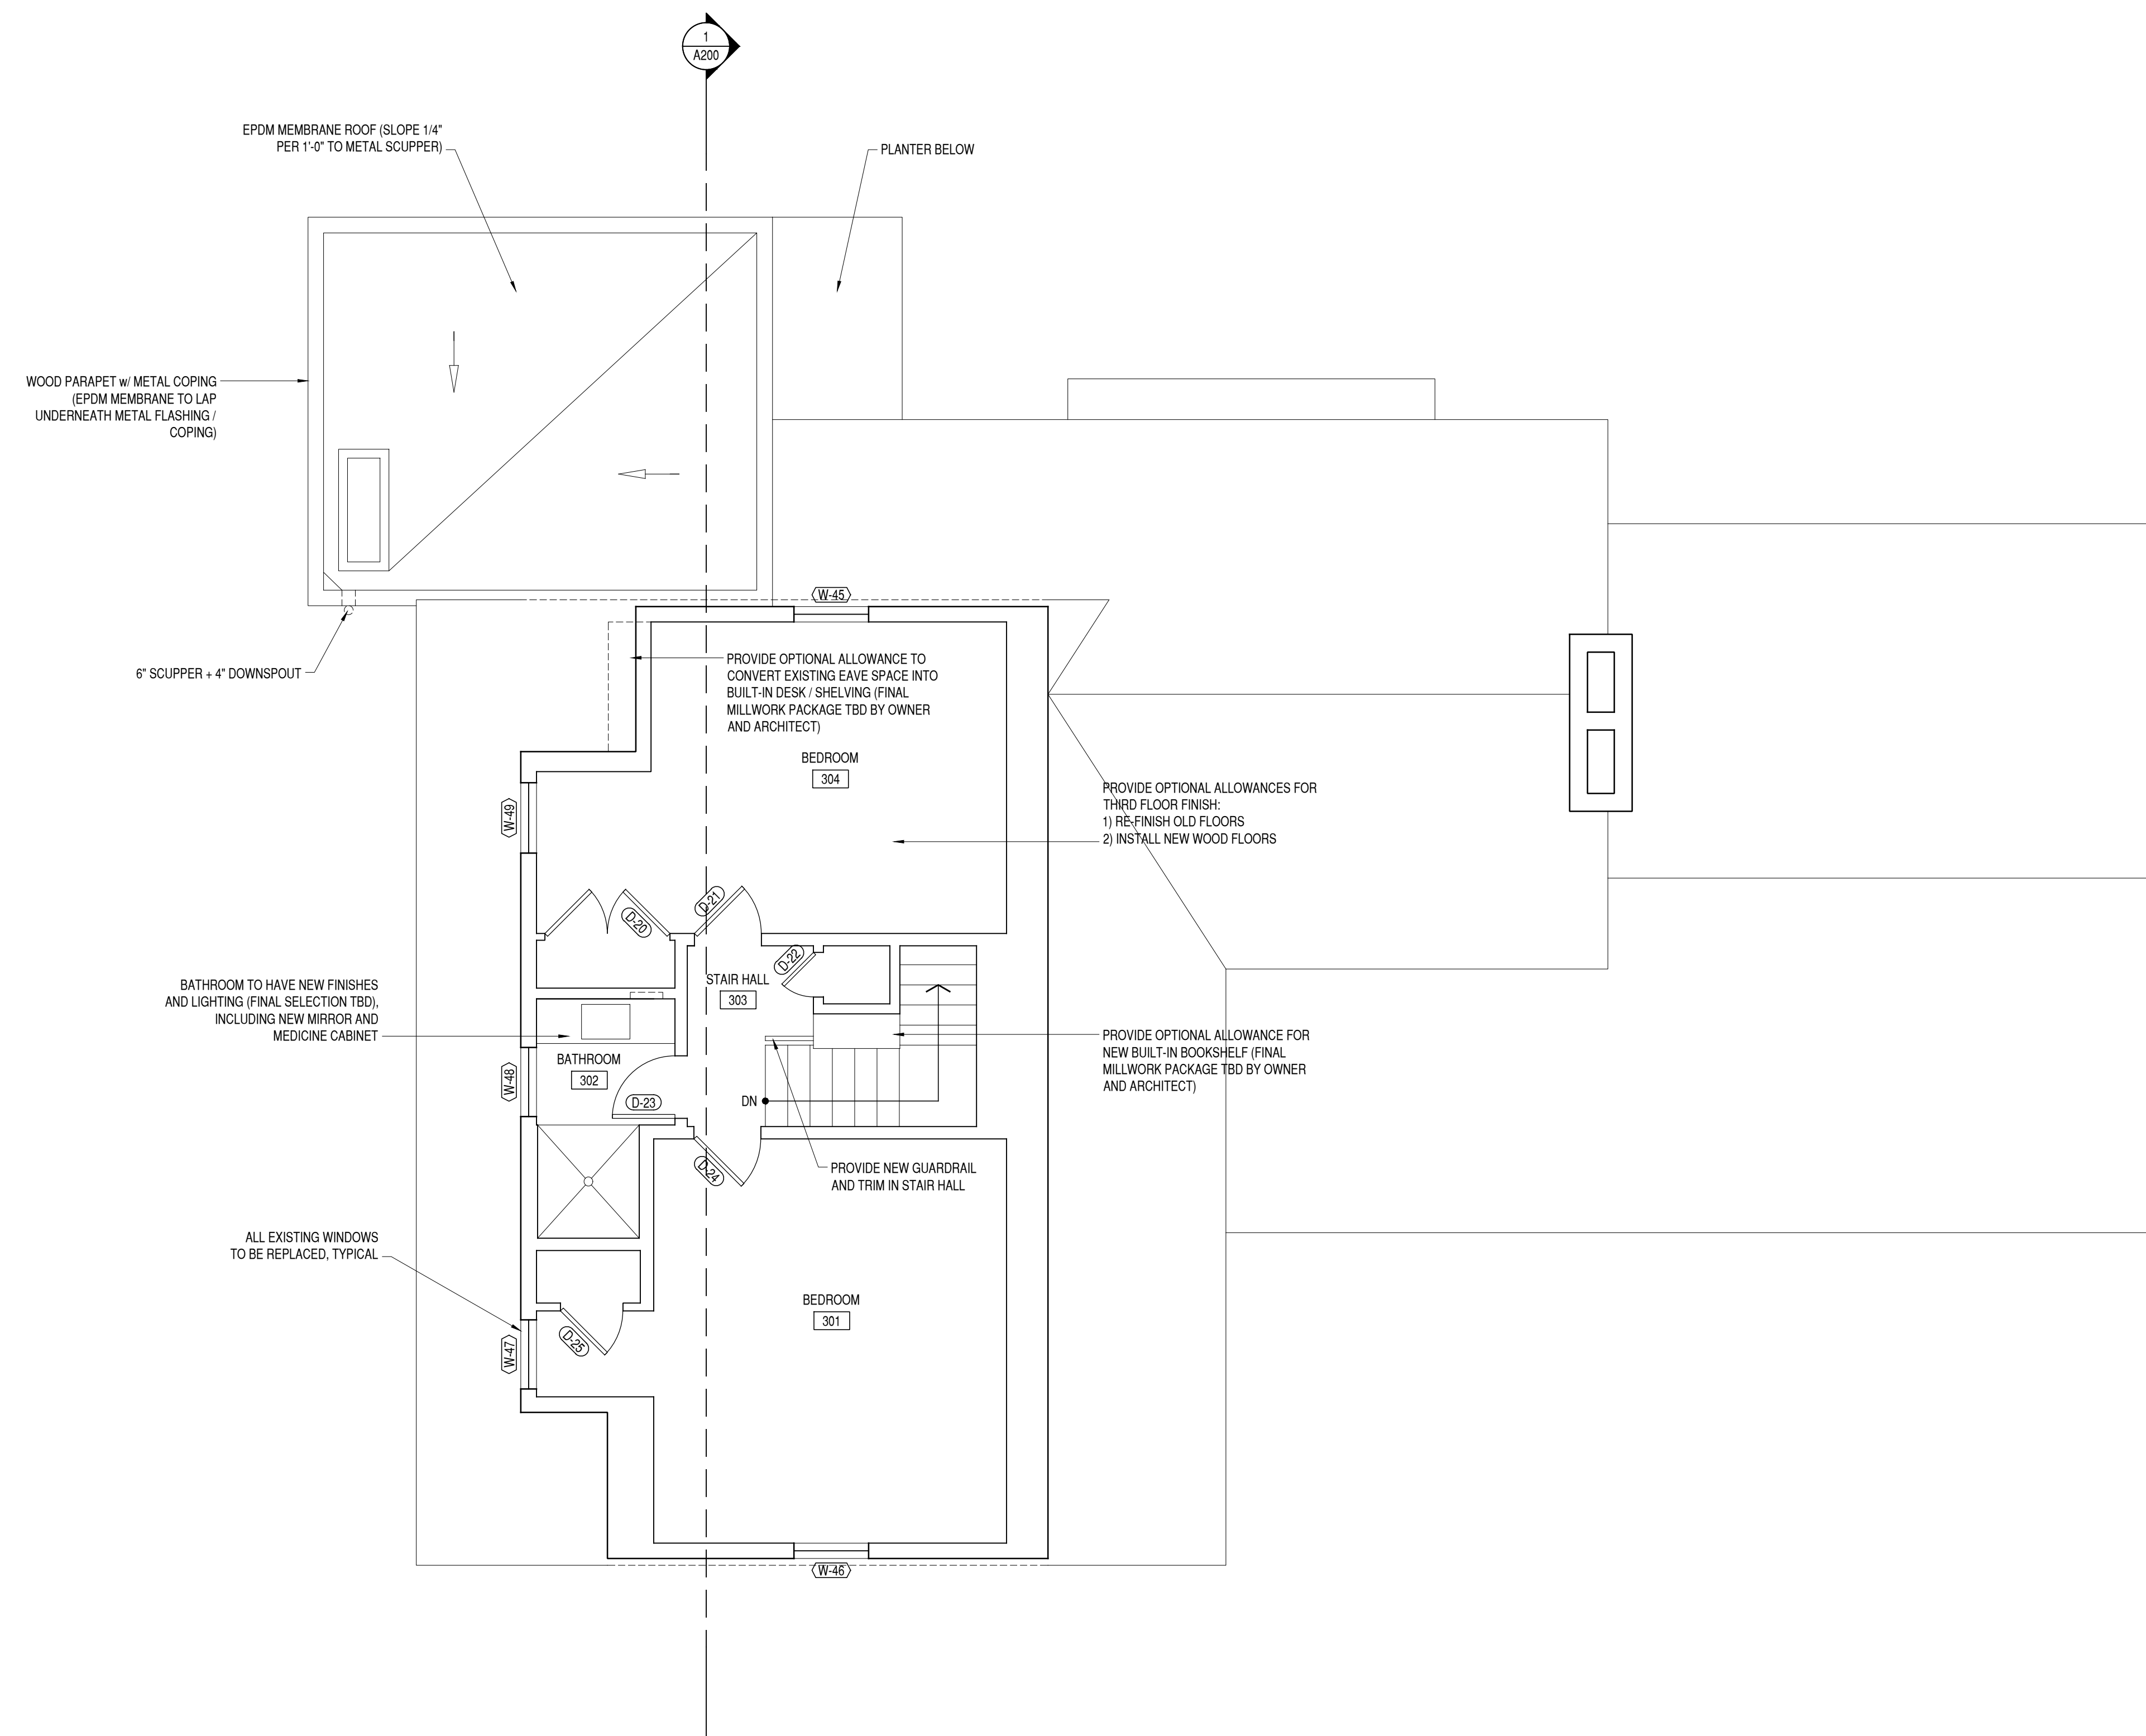 1
A200
EPDM MEMBRANE ROOF (SLOPE 1/4"
PER 1'-0" TO METAL SCUPPER)
PLANTER BELOW
WOOD PARAPET w/ METAL COPING
(EPDM MEMBRANE TO LAP
UNDERNEATH METAL FLASHING /
COPING)
W-45
6" SCUPPER + 4" DOWNSPOUT
PROVIDE OPTIONAL ALLOWANCE TO
CONVERT EXISTING EAVE SPACE INTO
BUILT-IN DESK / SHELVING (FINAL
MILLWORK PACKAGE TBD BY OWNER
AND ARCHITECT)
BEDROOM
304
W-49
PROVIDE OPTIONAL ALLOWANCES FOR
THIRD FLOOR FINISH:
1) RE-FINISH OLD FLOORS
2) INSTALL NEW WOOD FLOORS
D-20
D-21
D-22
STAIR HALL
303
BATHROOM TO HAVE NEW FINISHES
AND LIGHTING (FINAL SELECTION TBD),
INCLUDING NEW MIRROR AND
MEDICINE CABINET
PROVIDE OPTIONAL ALLOWANCE FOR
NEW BUILT-IN BOOKSHELF (FINAL
MILLWORK PACKAGE TBD BY OWNER
AND ARCHITECT)
BATHROOM
302
W-48
D-23
DN
D-24
PROVIDE NEW GUARDRAIL
AND TRIM IN STAIR HALL
ALL EXISTING WINDOWS
TO BE REPLACED, TYPICAL
BEDROOM
301
D-25
W-47
W-46